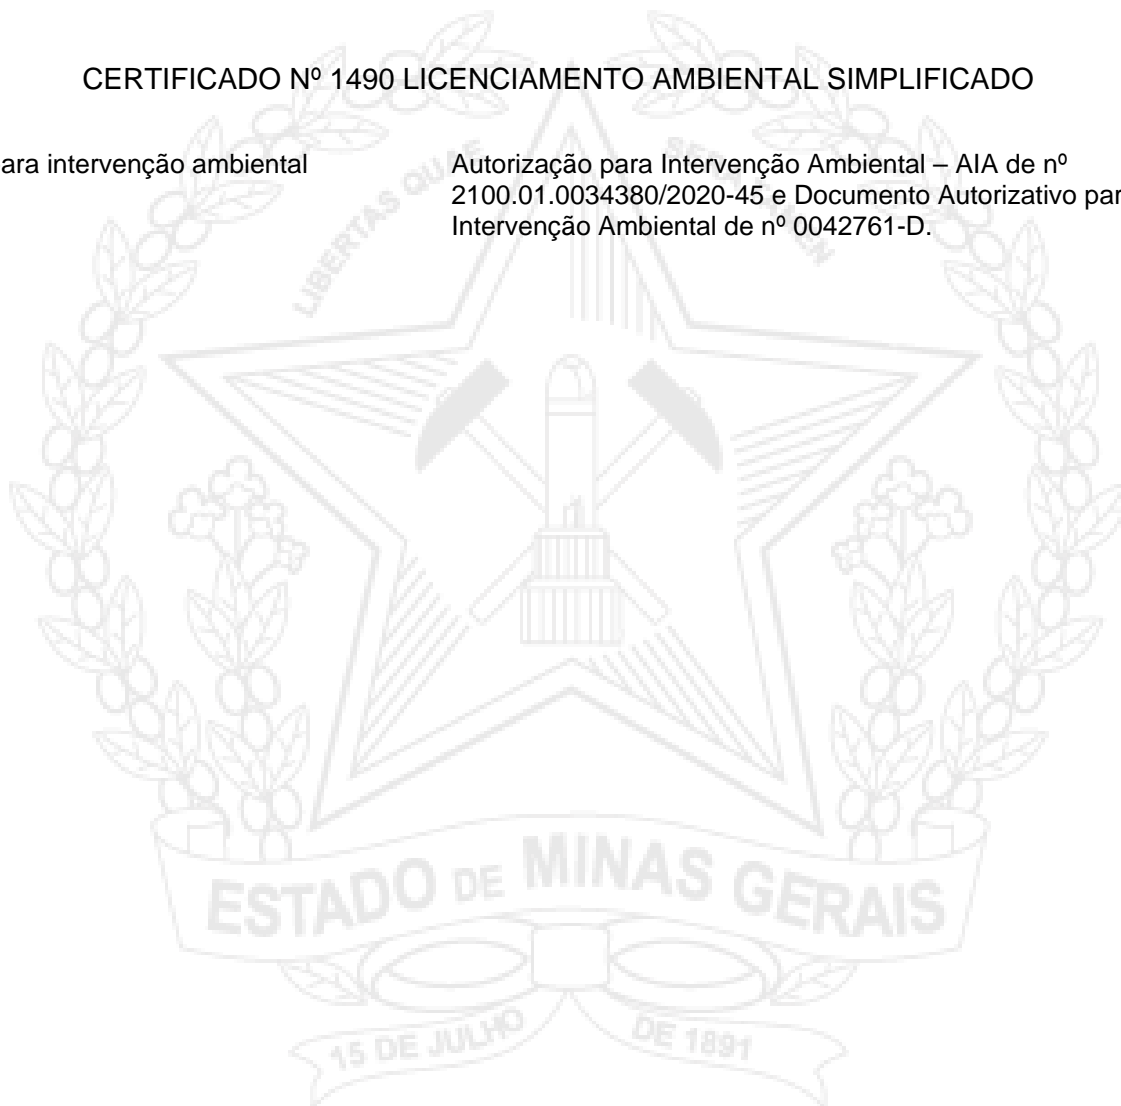 CERTIFICADO Nº 1490 LICENCIAMENTO AMBIENTAL SIMPLIFICADO
ara intervenção ambiental
Autorização para Intervenção Ambiental – AIA de nº
2100.01.0034380/2020-45 e Documento Autorizativo par
Intervenção Ambiental de nº 0042761-D.
LIBERTAS QUAE SERA TAMEN
ESTADO DE MINAS GERAIS
15 DE JULHO DE 1891